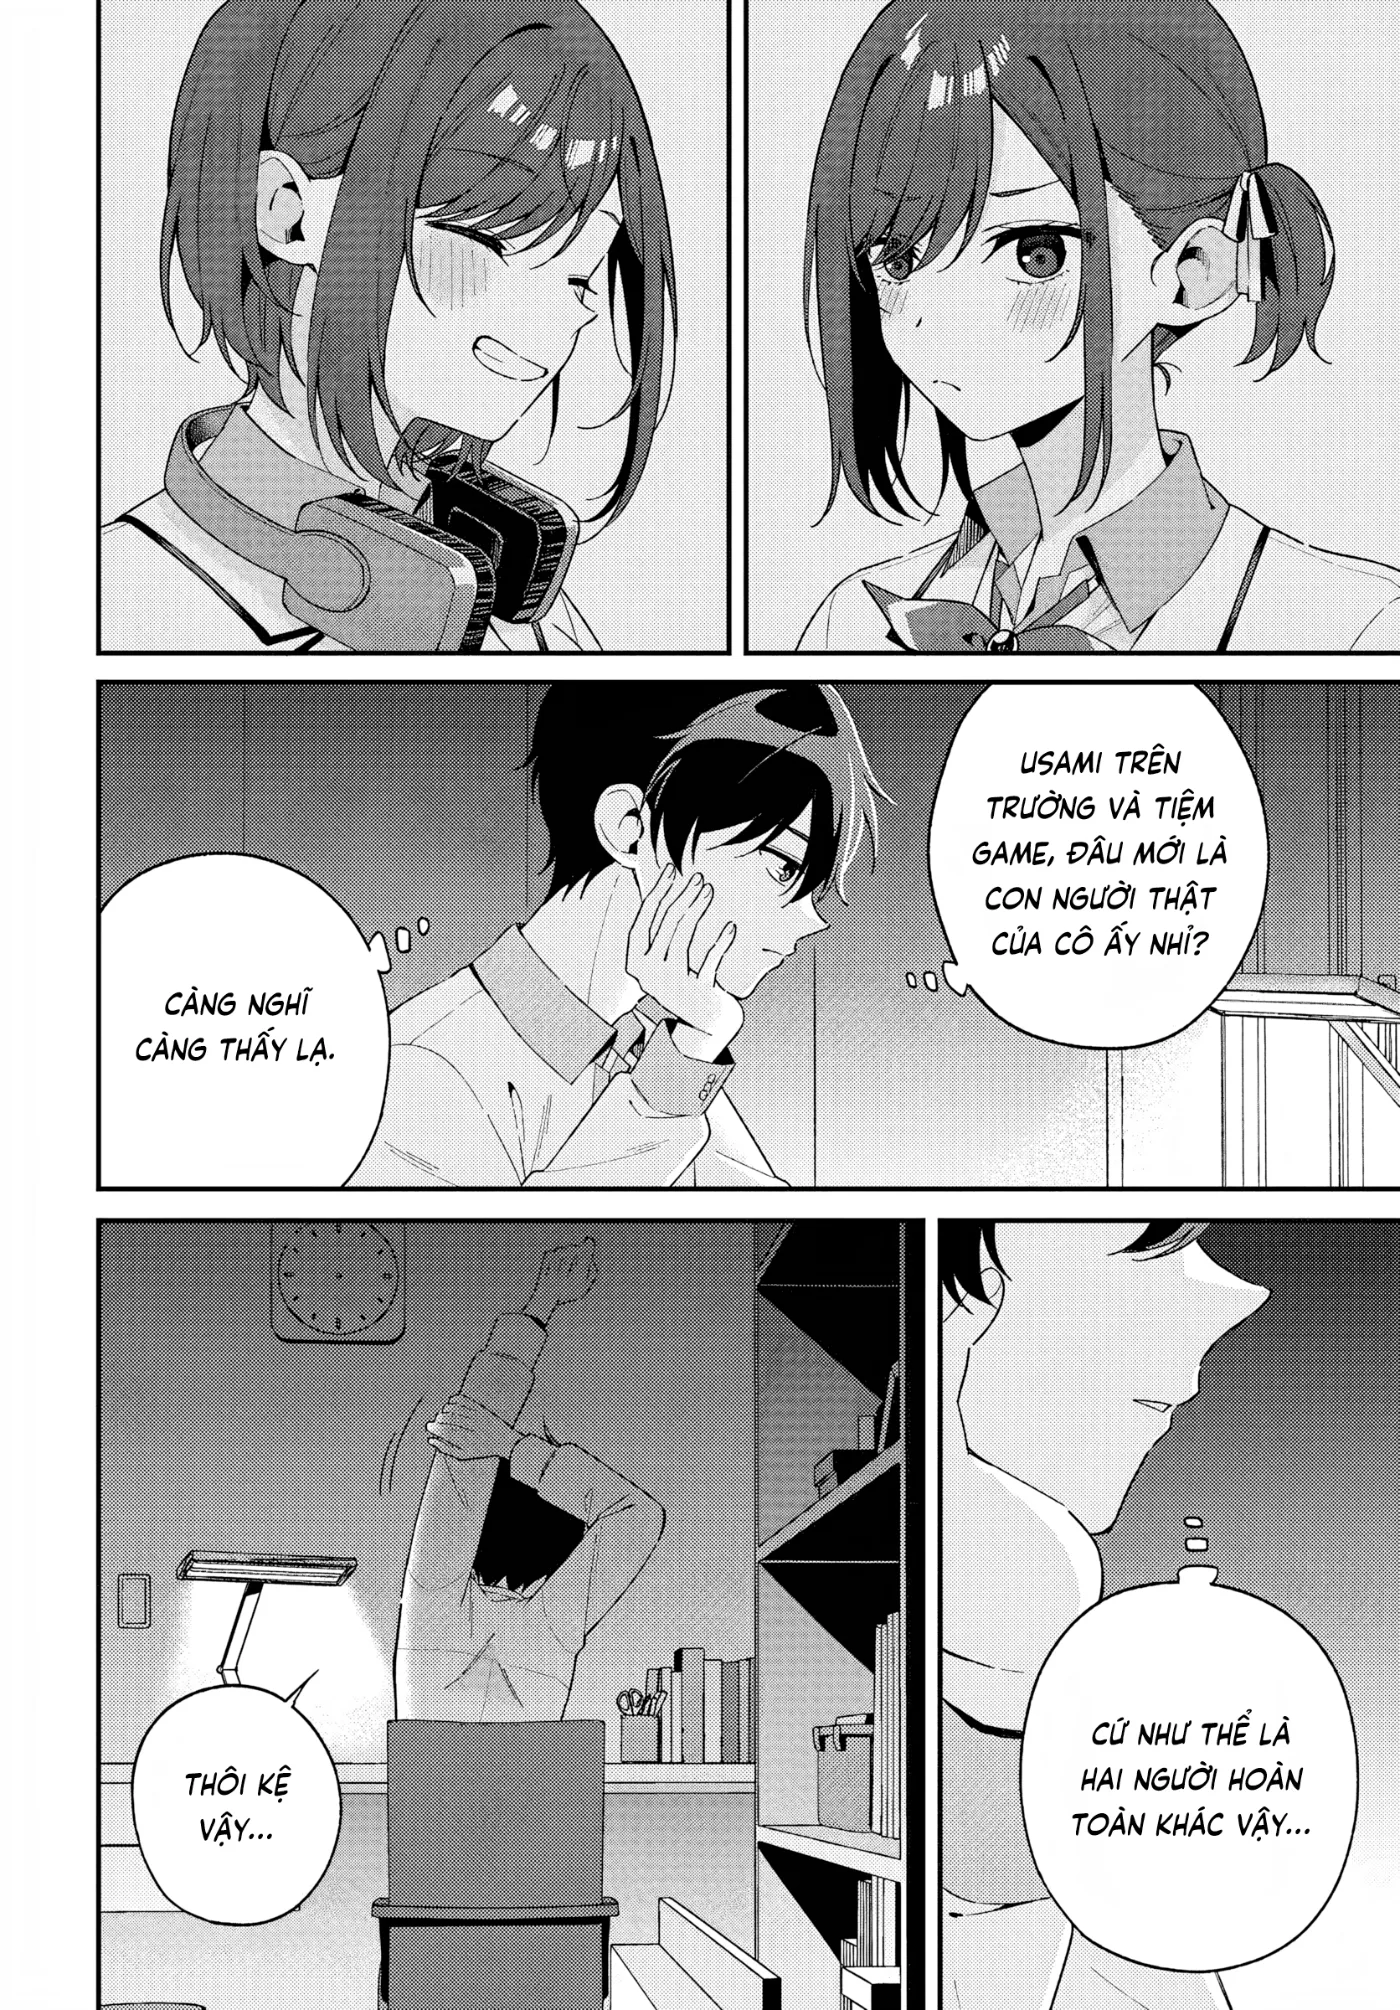 USAMI TRÊN
TRƯỜNG VÀ TIỆM
GAME, ĐÂU MỚI LÀ
CON NGƯỜI THẬT
CỦA CÔ ẤY NHỈ?
CÀNG NGHĨ
CÀNG THẤY LẠ.
CỨ NHƯ THỂ LÀ
HAI NGƯỜI HOÀN
TOÀN KHÁC VẬY...
THÔI KỆ
VẬY...